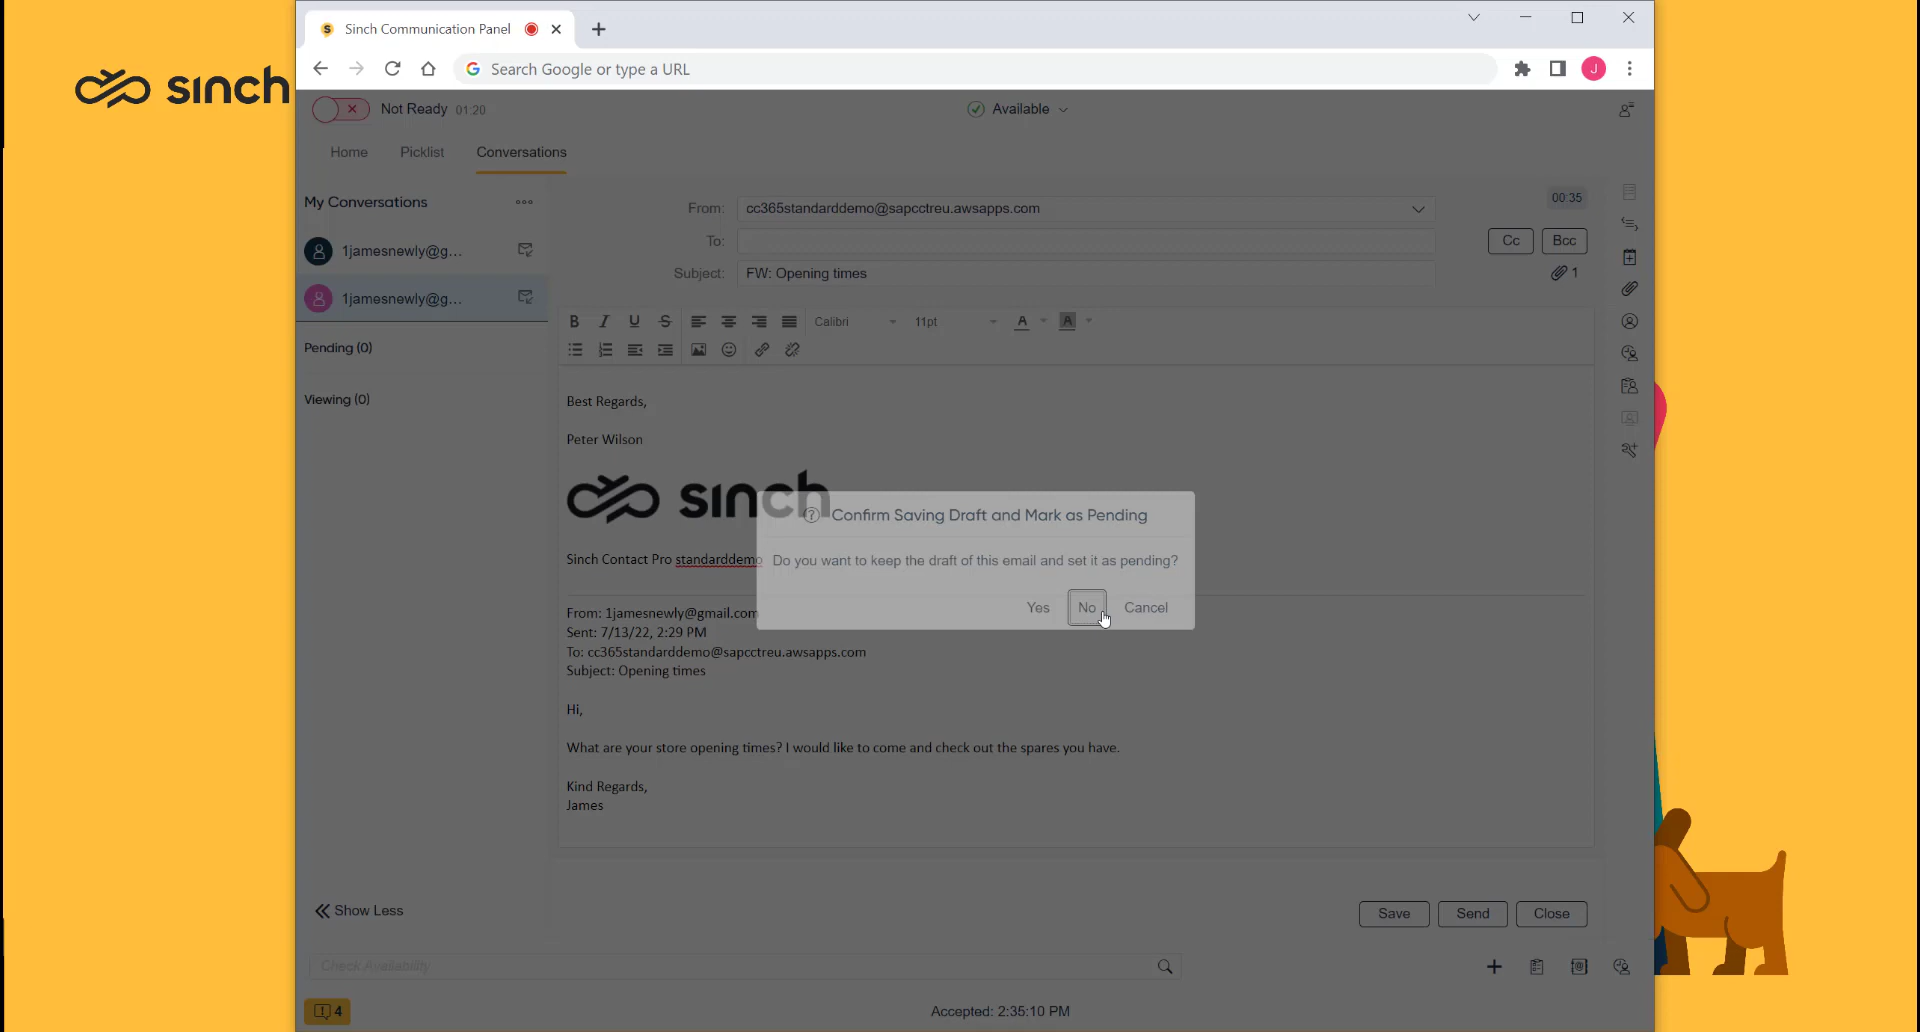 Sinch Communication Panel
sinch
Search Google or type a URL
J
Not Ready 01:20
Available
Home Picklist Conversations
My Conversations
1jamesnewly@g...
1jamesnewly@g...
Pending (0)
Viewing (0)
From: cc365standarddemo@sapcctreu.awsapps.com
00:35
To:
Cc Bcc
Subject: FW: Opening times
1
B I U S Calibri 11pt A A
Best Regards,
Peter Wilson
sinch
Sinch Contact Pro standarddemo
Confirm Saving Draft and Mark as Pending
Do you want to keep the draft of this email and set it as pending?
Yes No Cancel
From: 1jamesnewly@gmail.com
Sent: 7/13/22, 2:29 PM
To: cc365standarddemo@sapcctreu.awsapps.com
Subject: Opening times
Hi,
What are your store opening times? I would like to come and check out the spares you have.
Kind Regards,
James
Show Less
Save Send Close
Check Availability
4
Accepted: 2:35:10 PM